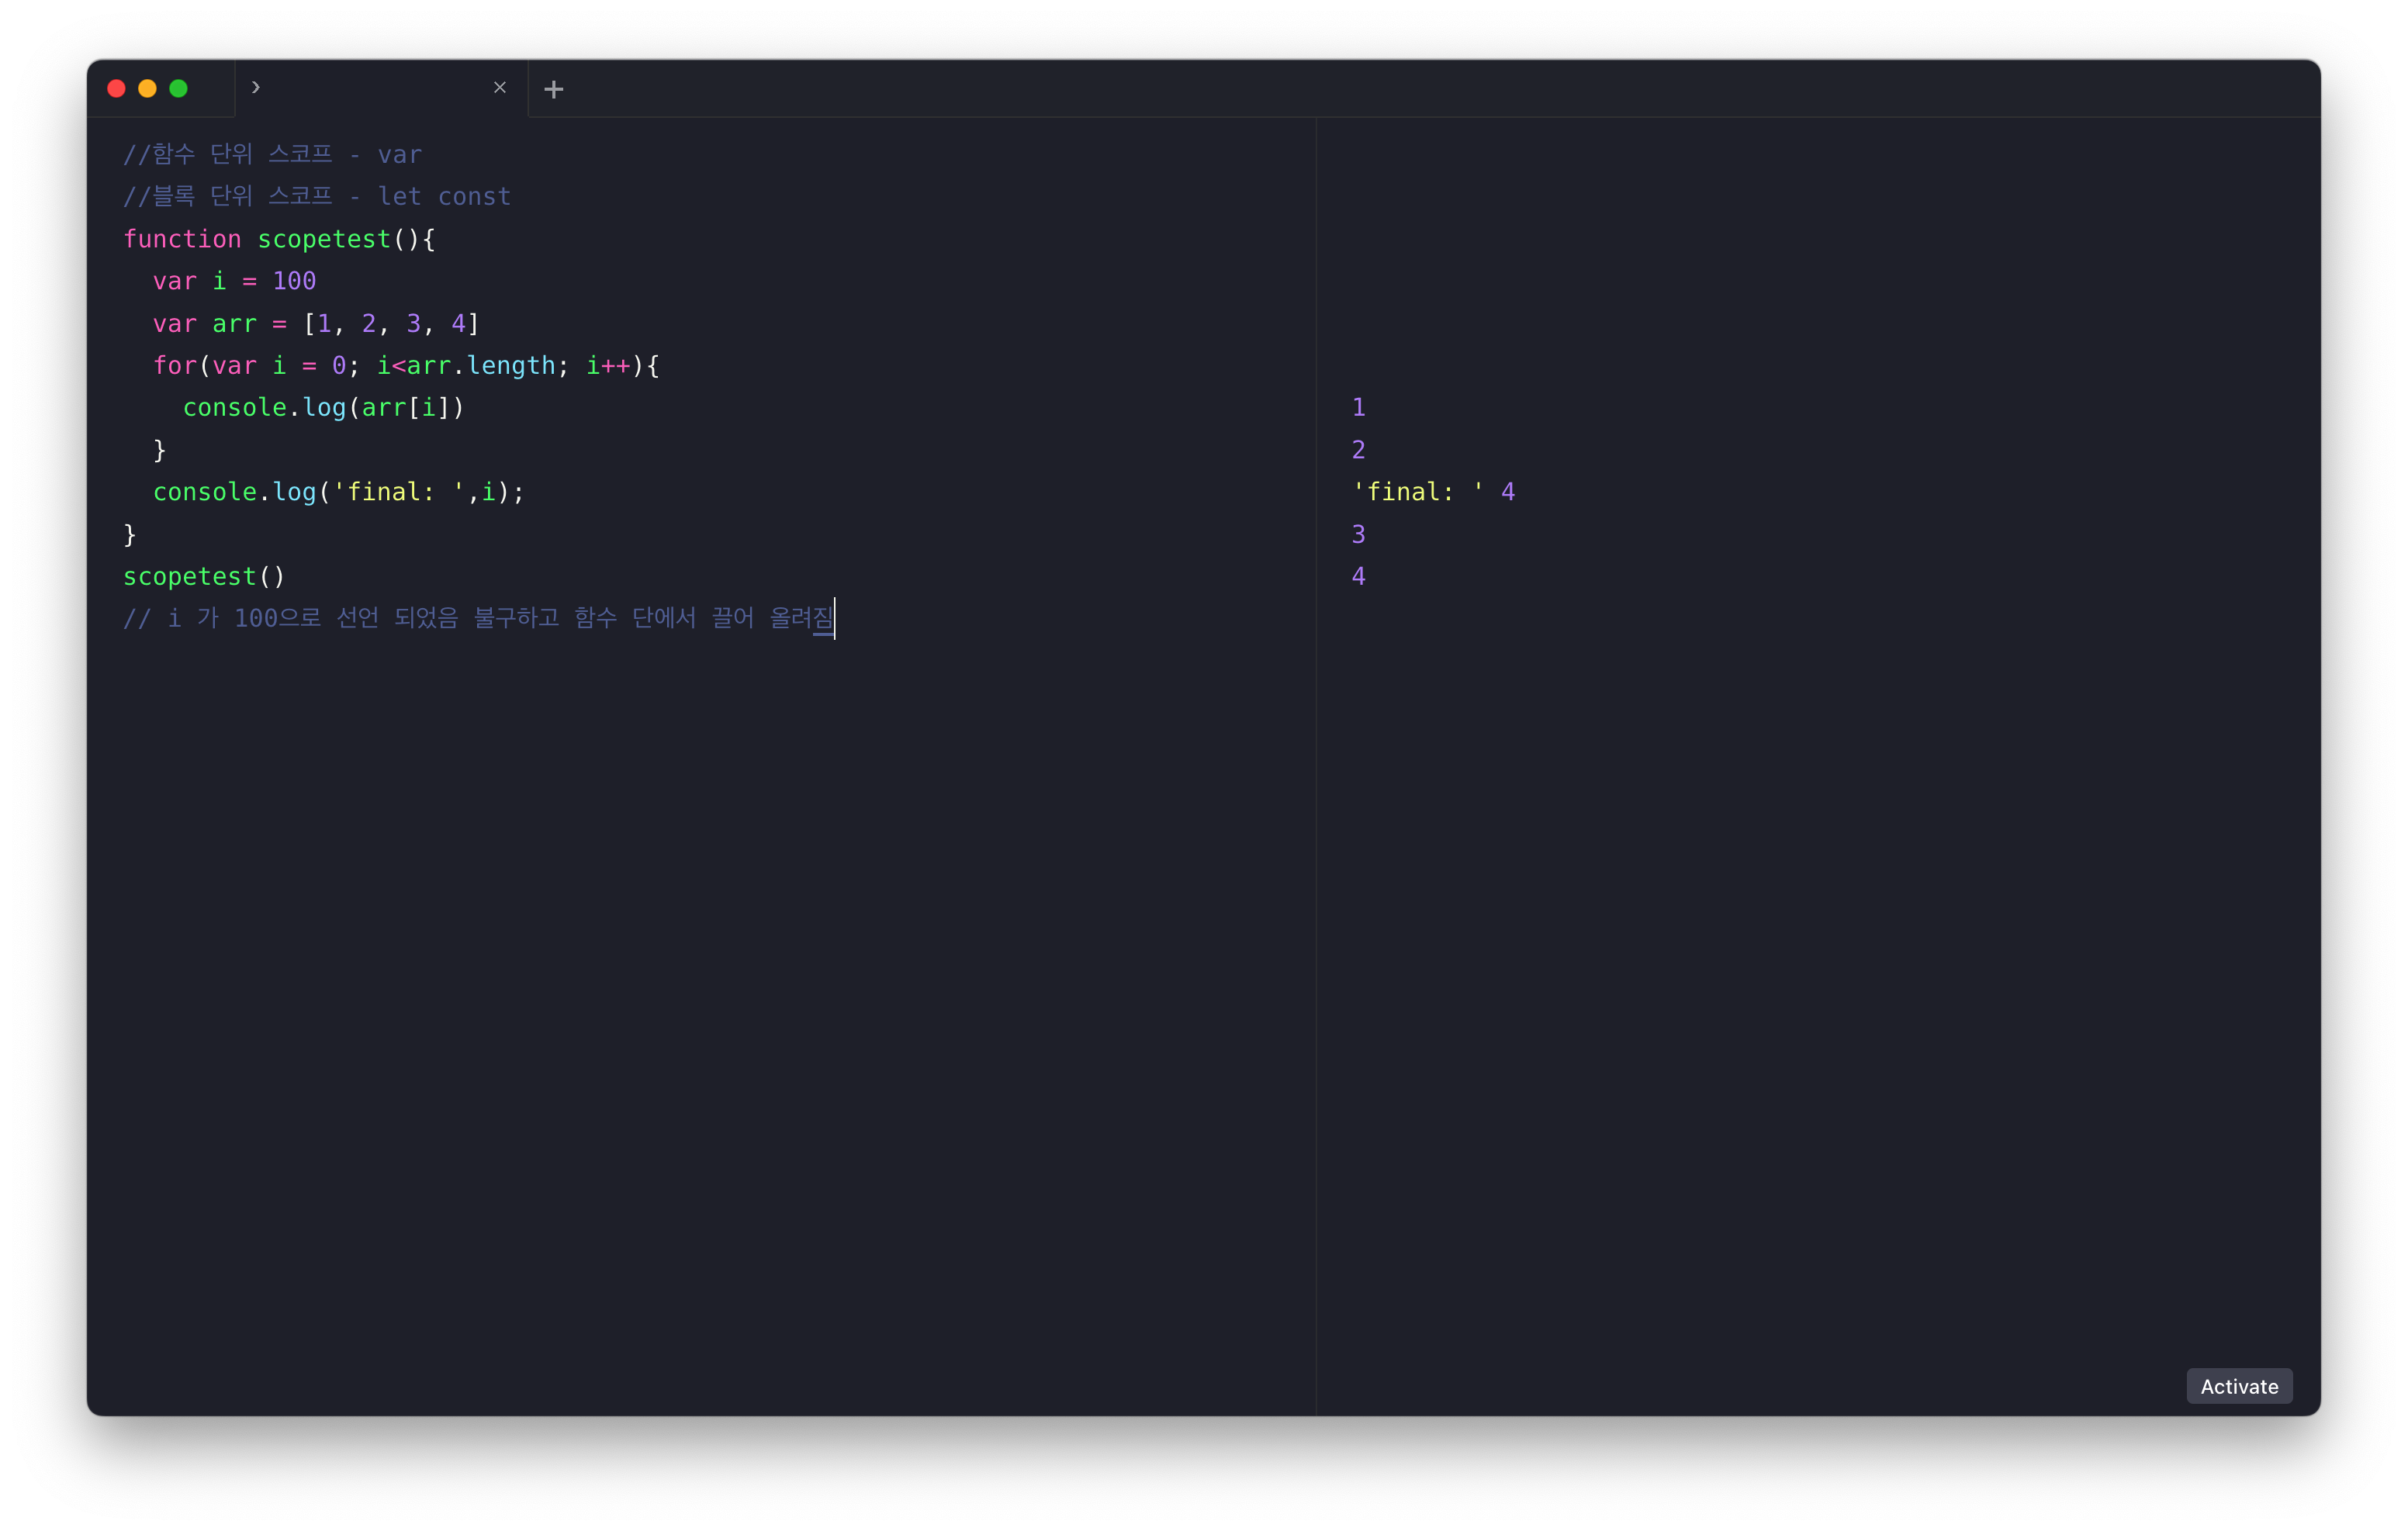 //함수 단위 스코프 - var
//블록 단위 스코프 - let const
function scopetest(){
  var i = 100
  var arr = [1, 2, 3, 4]
  for(var i = 0; i<arr.length; i++){
    console.log(arr[i])
  }
  console.log('final: ',i);
}
scopetest()
// i 가 100으로 선언 되었음 불구하고 함수 단에서 끌어 올려짐
1
2
'final: ' 4
3
4
Activate